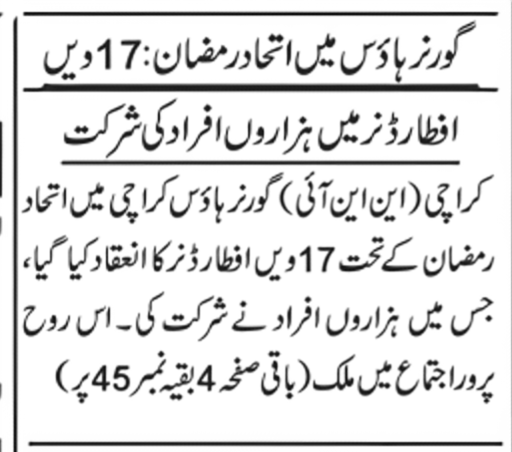 گورنر ہاؤس میں اتحاد رمضان: 17 ویں
افطار ڈنر میں ہزاروں افراد کی شرکت
کراچی (این این آئی) گورنر ہاؤس کراچی میں اتحاد
رمضان کے تحت 17 ویں افطار ڈنر کا انعقاد کیا گیا،
جس میں ہزاروں افراد نے شرکت کی۔ اس روح
پرور اجتماع میں ملک (باقی صفحہ 4 بقیہ نمبر 45 پر)